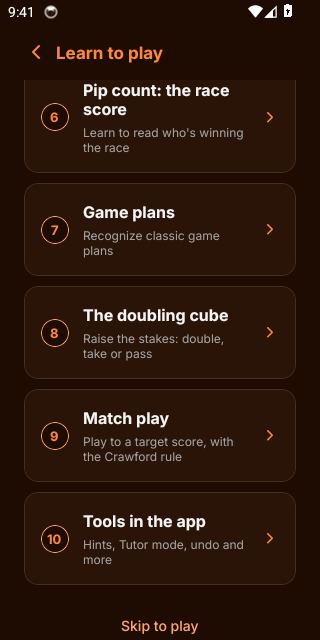 9:41
Learn to play
Pip count: the race
score
6
Learn to read who's winning
the race
Game plans
7
Recognize classic game
plans
The doubling cube
8
Raise the stakes: double,
take or pass
Match play
9
Play to a target score, with
the Crawford rule
Tools in the app
10
Hints, Tutor mode, undo and
more
Skip to play